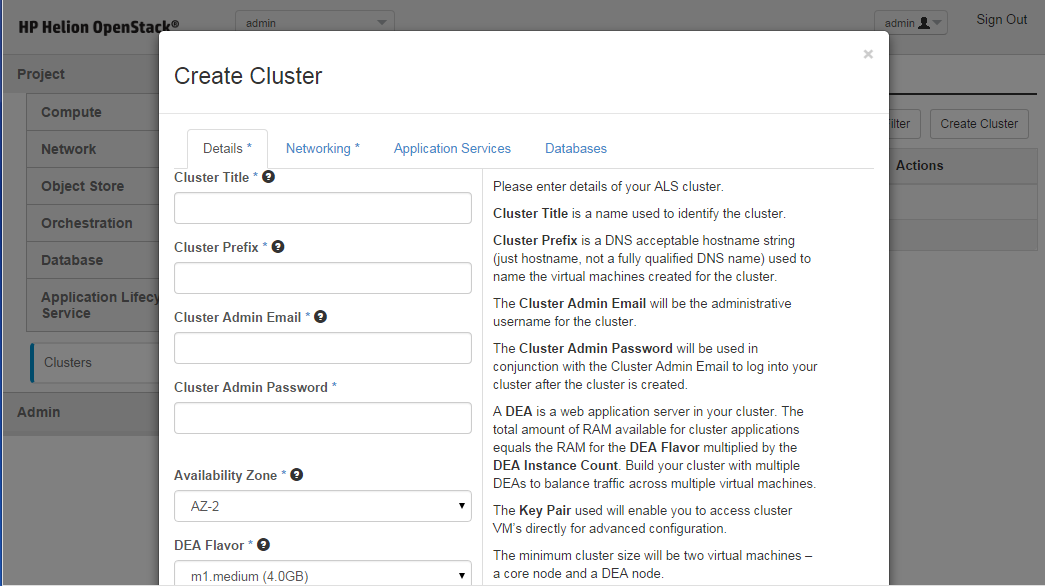 HP Helion OpenStack®
admin
admin
Sign Out
Project
Compute
Network
Object Store
Orchestration
Database
Application Lifecy
Service
Clusters
Admin
Create Cluster
×
Details *
Networking *
Application Services
Databases
Cluster Title * ?
Cluster Prefix * ?
Cluster Admin Email * ?
Cluster Admin Password *
Availability Zone * ?
AZ-2
DEA Flavor * ?
m1.medium (4.0GB)
Please enter details of your ALS cluster.
Cluster Title is a name used to identify the cluster.
Cluster Prefix is a DNS acceptable hostname string
(just hostname, not a fully qualified DNS name) used to
name the virtual machines created for the cluster.
The Cluster Admin Email will be the administrative
username for the cluster.
The Cluster Admin Password will be used in
conjunction with the Cluster Admin Email to log into your
cluster after the cluster is created.
A DEA is a web application server in your cluster. The
total amount of RAM available for cluster applications
equals the RAM for the DEA Flavor multiplied by the
DEA Instance Count. Build your cluster with multiple
DEAs to balance traffic across multiple virtual machines.
The Key Pair used will enable you to access cluster
VM's directly for advanced configuration.
The minimum cluster size will be two virtual machines –
a core node and a DEA node.
ilter
Create Cluster
Actions